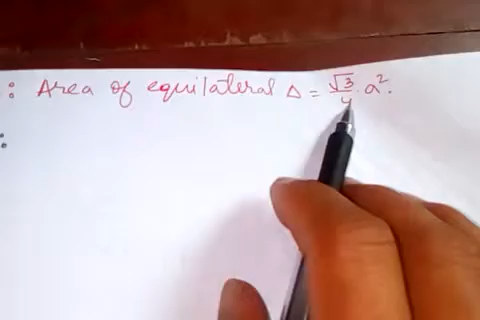 : Area of equilateral Δ = √3/4 . a².
: